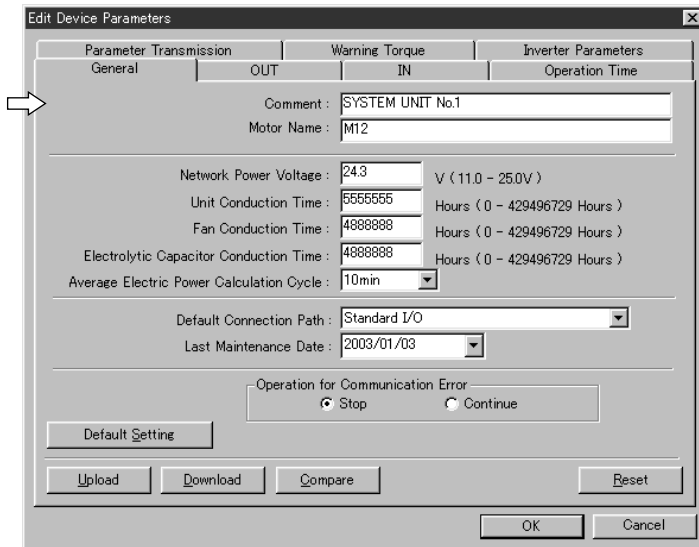 Edit Device Parameters
Parameter Transmission Warning Torque Inverter Parameters
General OUT IN Operation Time
Comment : SYSTEM UNIT No.1
Motor Name : M12
Network Power Voltage : 24.3 V ( 11.0 - 25.0V )
Unit Conduction Time : 5555555 Hours ( 0 - 429496729 Hours )
Fan Conduction Time : 4888888 Hours ( 0 - 429496729 Hours )
Electrolytic Capacitor Conduction Time : 4888888 Hours ( 0 - 429496729 Hours )
Average Electric Power Calculation Cycle : 10min
Default Connection Path : Standard I/O
Last Maintenance Date : 2003/01/03
Operation for Communication Error
Stop Continue
Default Setting
Upload Download Compare Reset
OK Cancel